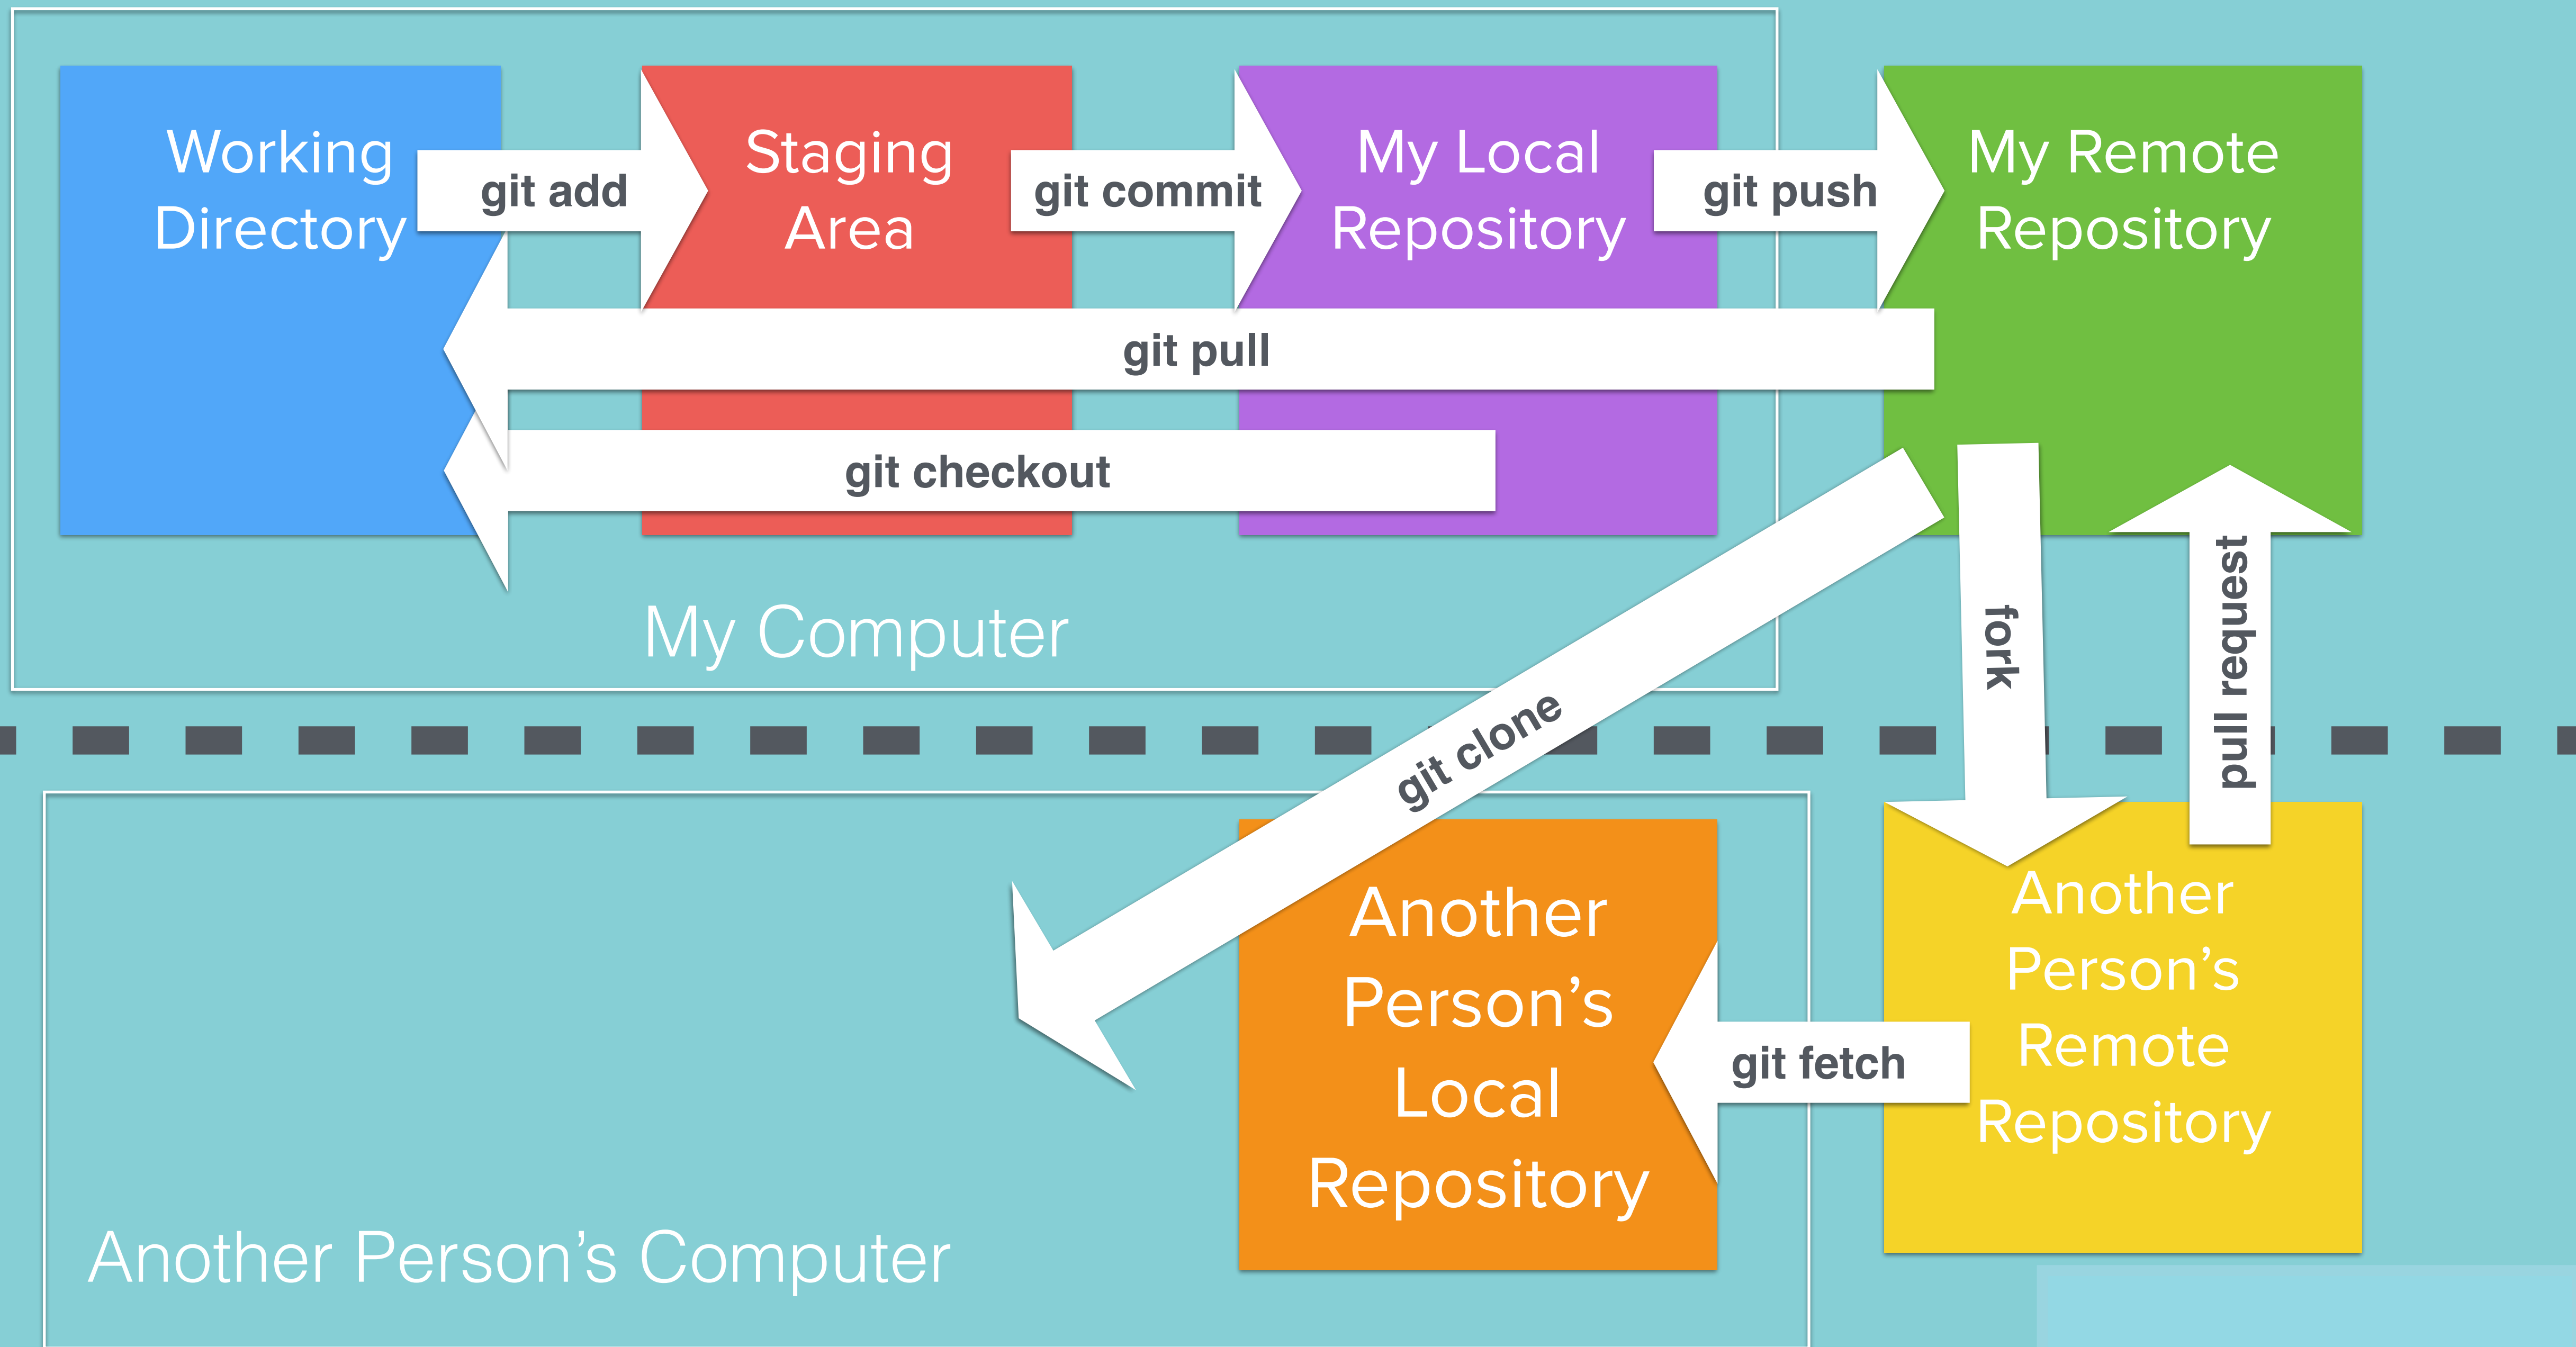 Working
Directory
git add
Staging
Area
git commit
My Local
Repository
git push
My Remote
Repository
git pull
git checkout
My Computer
git clone
fork
pull request
Another
Person’s
Local
Repository
git fetch
Another
Person’s
Remote
Repository
Another Person’s Computer